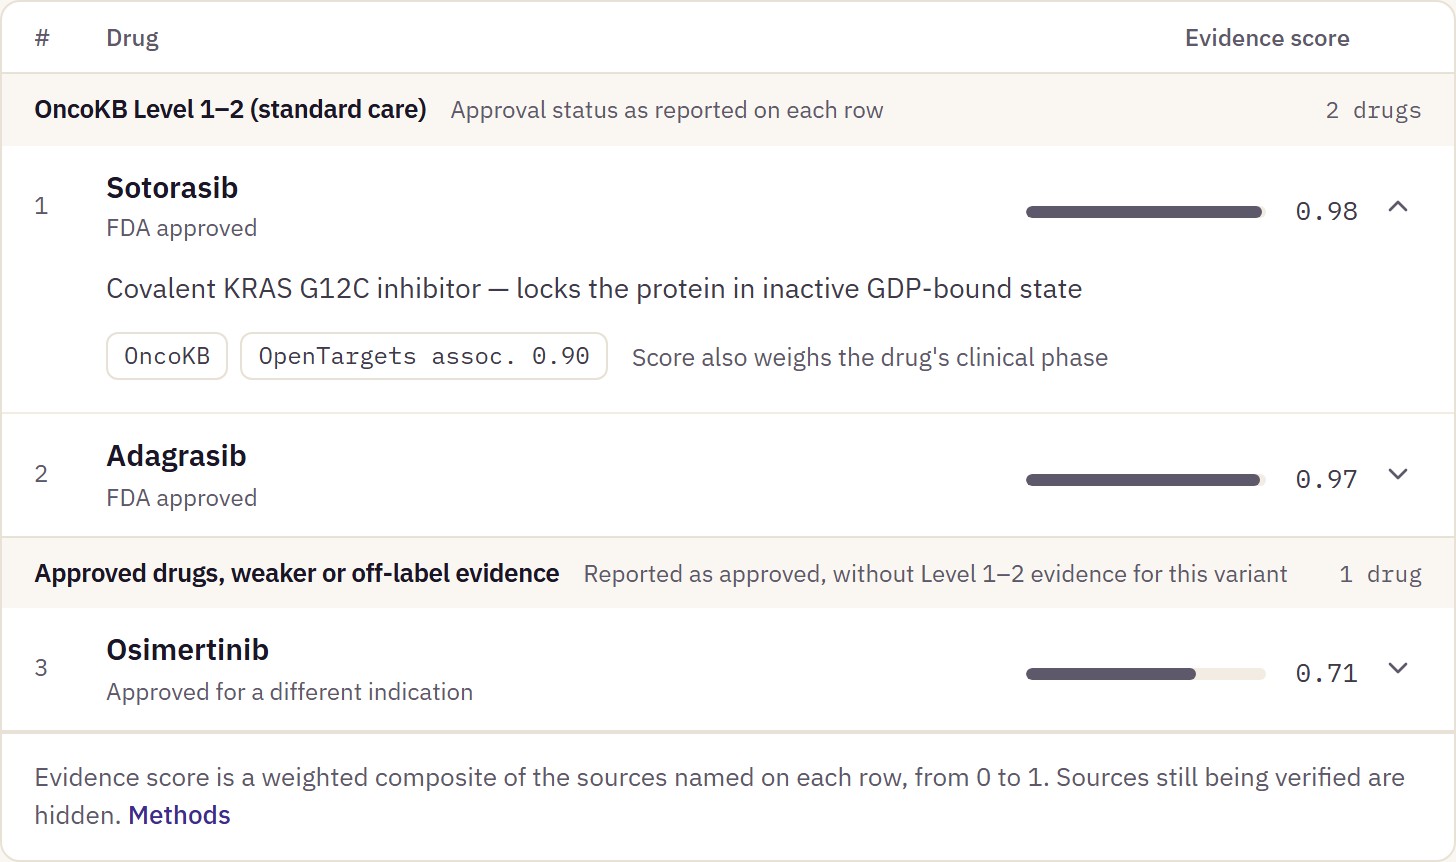 # Drug Evidence score
OncoKB Level 1–2 (standard care) Approval status as reported on each row 2 drugs
1 Sotorasib 0.98
FDA approved
Covalent KRAS G12C inhibitor — locks the protein in inactive GDP-bound state
OncoKB OpenTargets assoc. 0.90 Score also weighs the drug's clinical phase
2 Adagrasib 0.97
FDA approved
Approved drugs, weaker or off-label evidence Reported as approved, without Level 1–2 evidence for this variant 1 drug
3 Osimertinib 0.71
Approved for a different indication
Evidence score is a weighted composite of the sources named on each row, from 0 to 1. Sources still being verified are
hidden. Methods